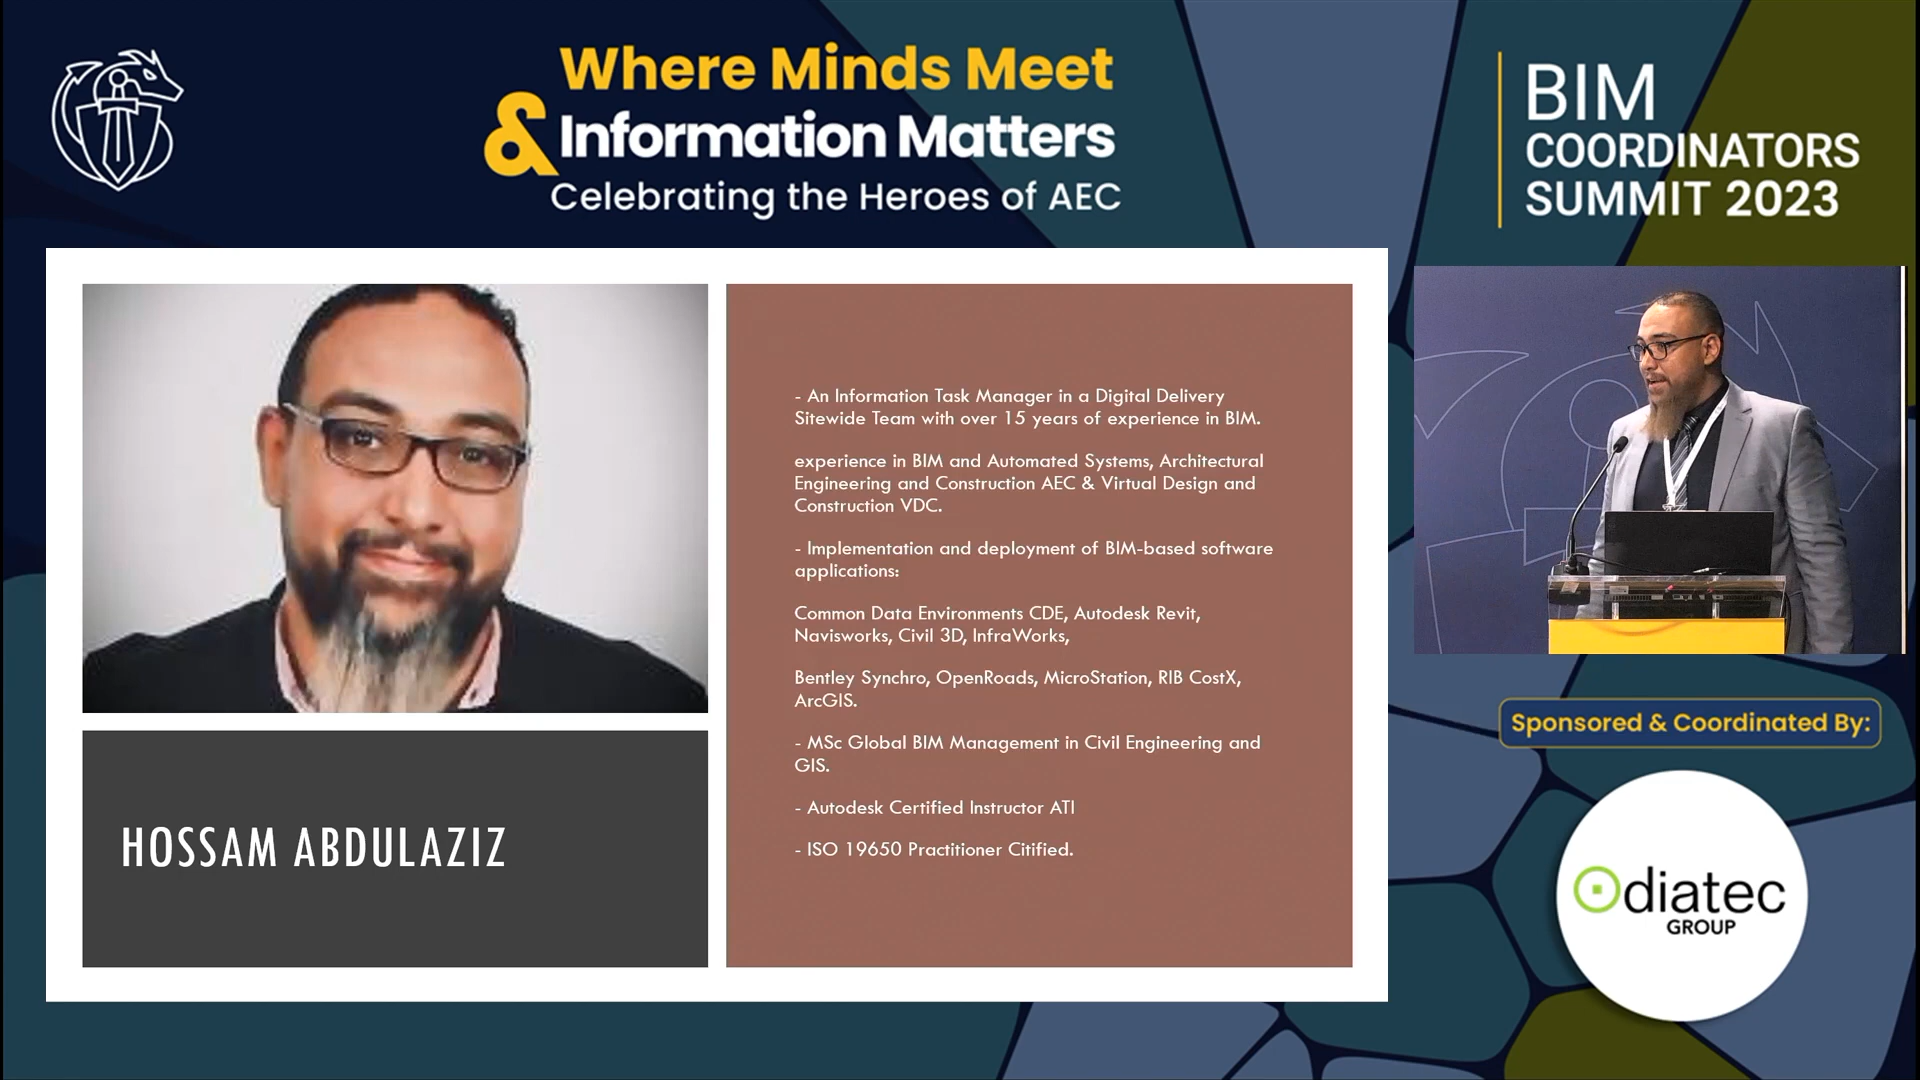 Where Minds Meet
& Information Matters
Celebrating the Heroes of AEC
BIM
COORDINATORS
SUMMIT 2023
- An Information Task Manager in a Digital Delivery
Sitewide Team with over 15 years of experience in BIM.
experience in BIM and Automated Systems, Architectural
Engineering and Construction AEC & Virtual Design and
Construction VDC.
- Implementation and deployment of BIM-based software
applications:
Common Data Environments CDE, Autodesk Revit,
Navisworks, Civil 3D, InfraWorks,
Bentley Synchro, OpenRoads, MicroStation, RIB CostX,
ArcGIS.
- MSc Global BIM Management in Civil Engineering and
GIS.
- Autodesk Certified Instructor ATI
- ISO 19650 Practitioner Citified.
HOSSAM ABDULAZIZ
Sponsored & Coordinated By:
diatec
GROUP